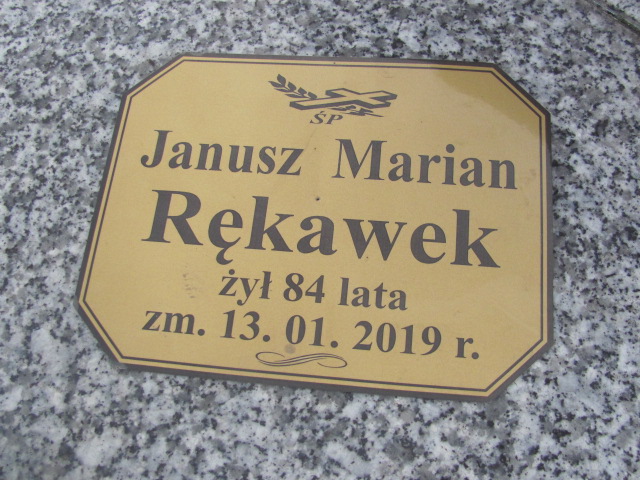 ŚP
Janusz Marian
Rękawek
żył 84 lata
zm. 13. 01. 2019 r.